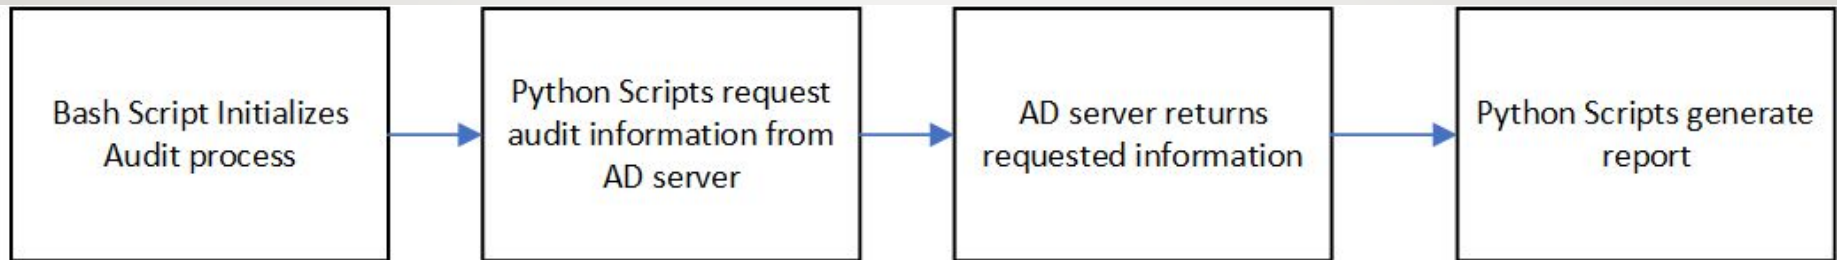 Bash Script Initializes
Audit process
Python Scripts request
audit information from
AD server
AD server returns
requested information
Python Scripts generate
report